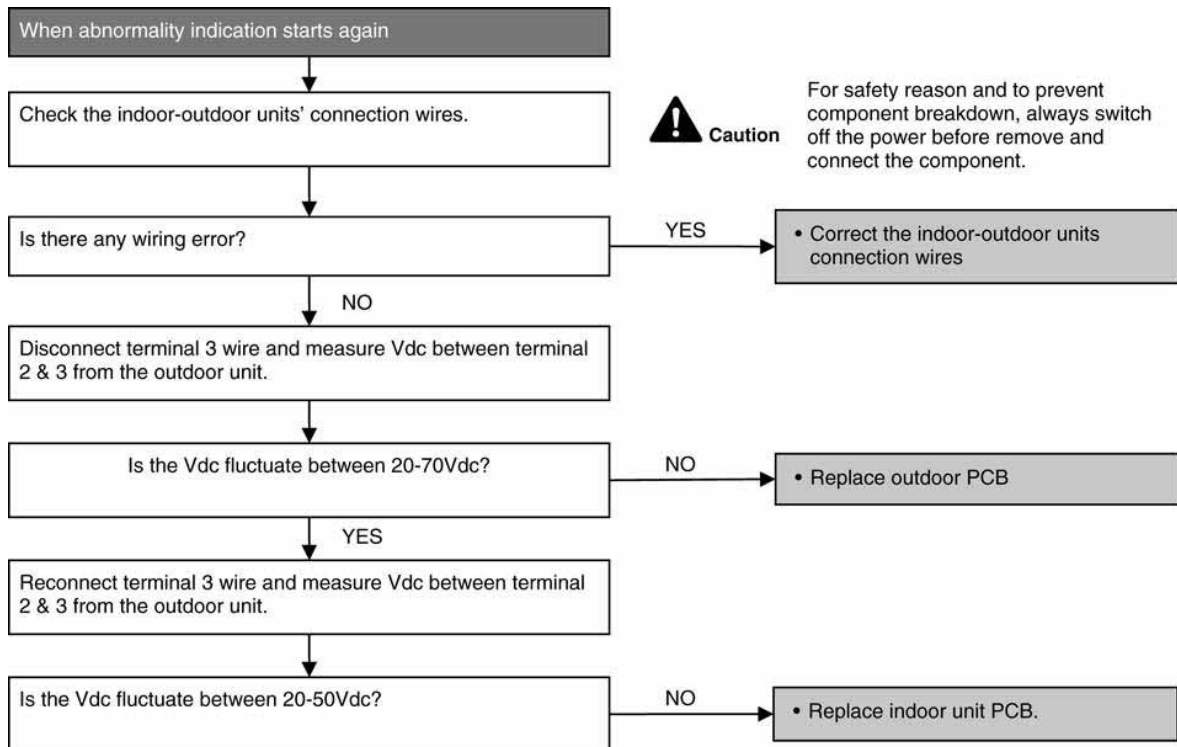 When abnormality indication starts again
Check the indoor-outdoor units’ connection wires.
Caution
For safety reason and to prevent
component breakdown, always switch
off the power before remove and
connect the component.
Is there any wiring error?
YES
• Correct the indoor-outdoor units
connection wires
NO
Disconnect terminal 3 wire and measure Vdc between terminal
2 & 3 from the outdoor unit.
Is the Vdc fluctuate between 20-70Vdc?
NO
• Replace outdoor PCB
YES
Reconnect terminal 3 wire and measure Vdc between terminal
2 & 3 from the outdoor unit.
Is the Vdc fluctuate between 20-50Vdc?
NO
• Replace indoor unit PCB.